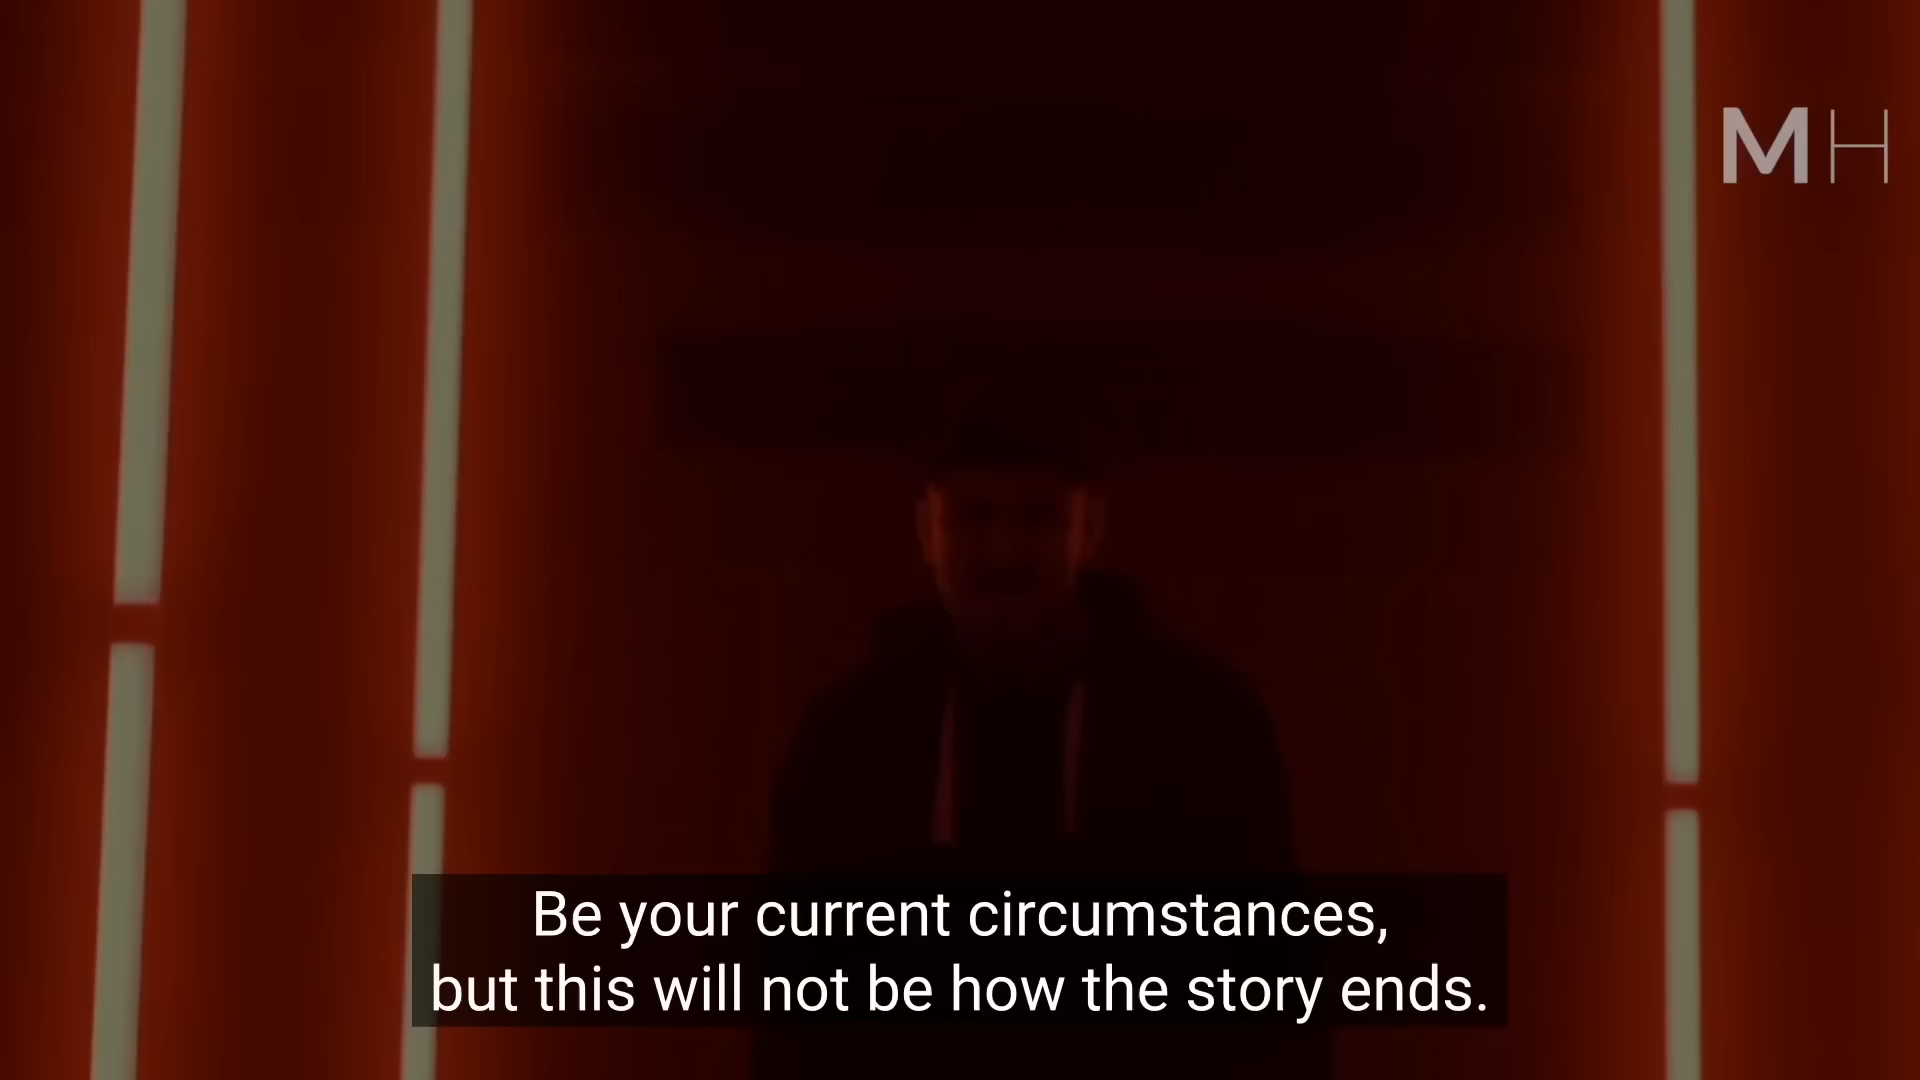 MH
Be your current circumstances,
but this will not be how the story ends.